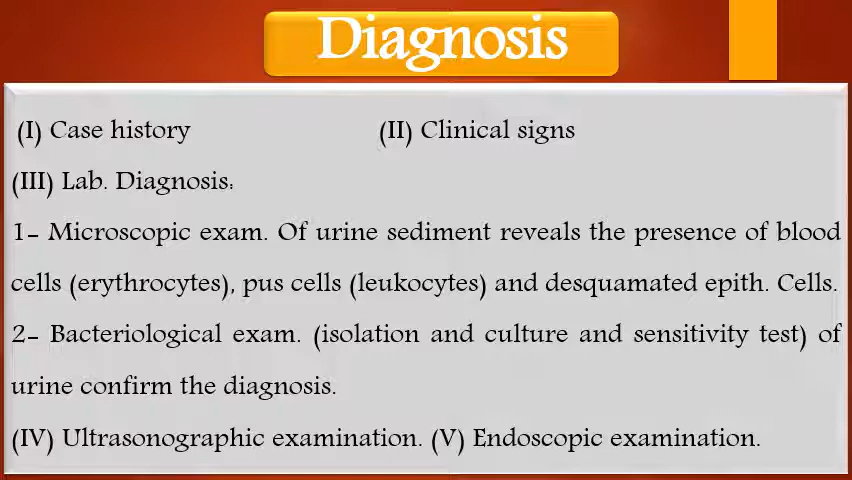 Diagnosis
(I) Case history (II) Clinical signs
(III) Lab. Diagnosis:
1- Microscopic exam. Of urine sediment reveals the presence of blood
cells (erythrocytes), pus cells (leukocytes) and desquamated epith. Cells.
2- Bacteriological exam. (isolation and culture and sensitivity test) of
urine confirm the diagnosis.
(IV) Ultrasonographic examination. (V) Endoscopic examination.